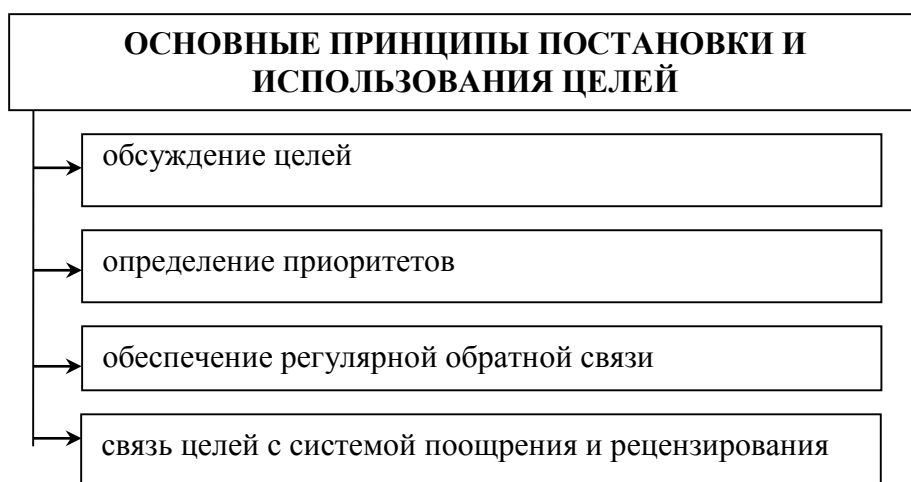 ОСНОВНЫЕ ПРИНЦИПЫ ПОСТАНОВКИ И
ИСПОЛЬЗОВАНИЯ ЦЕЛЕЙ
обсуждение целей
определение приоритетов
обеспечение регулярной обратной связи
связь целей с системой поощрения и рецензирования